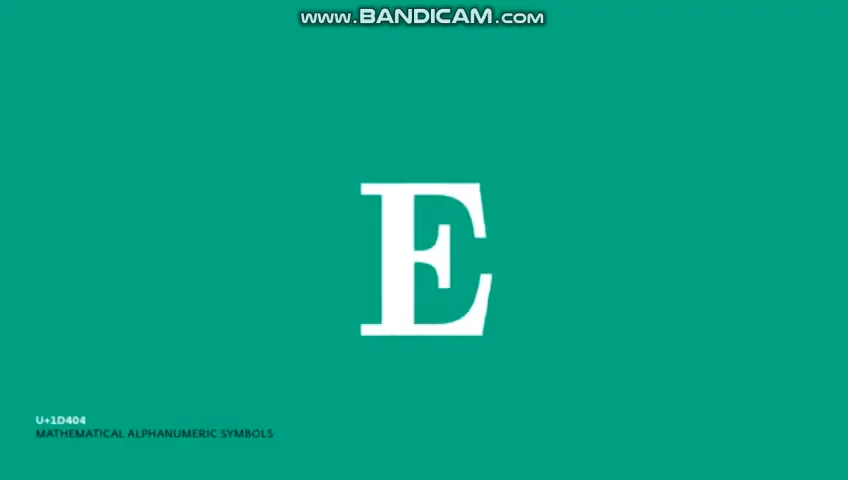 www.BANDICAM.com
E
U+1D404
MATHEMATICAL ALPHANUMERIC SYMBOLS